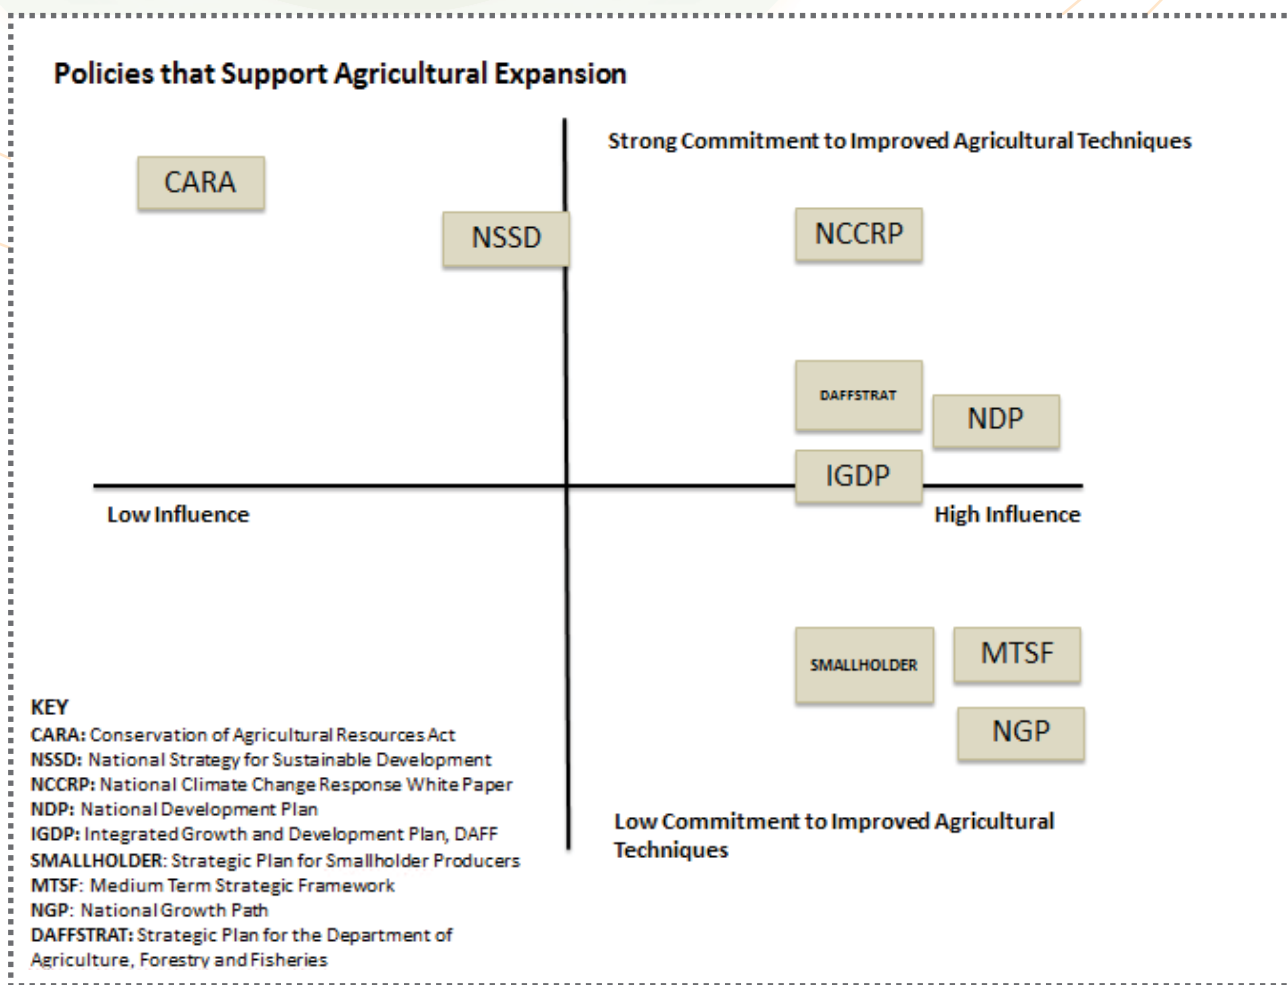 Policies that Support Agricultural Expansion
Strong Commitment to Improved Agricultural Techniques
CARA
NSSD
NCCRP
DAFFSTRAT
NDP
IGDP
Low Influence
High Influence
SMALLHOLDER
MTSF
NGP
Low Commitment to Improved Agricultural
Techniques
KEY
CARA: Conservation of Agricultural Resources Act
NSSD: National Strategy for Sustainable Development
NCCRP: National Climate Change Response White Paper
NDP: National Development Plan
IGDP: Integrated Growth and Development Plan, DAFF
SMALLHOLDER: Strategic Plan for Smallholder Producers
MTSF: Medium Term Strategic Framework
NGP: National Growth Path
DAFFSTRAT: Strategic Plan for the Department of
Agriculture, Forestry and Fisheries